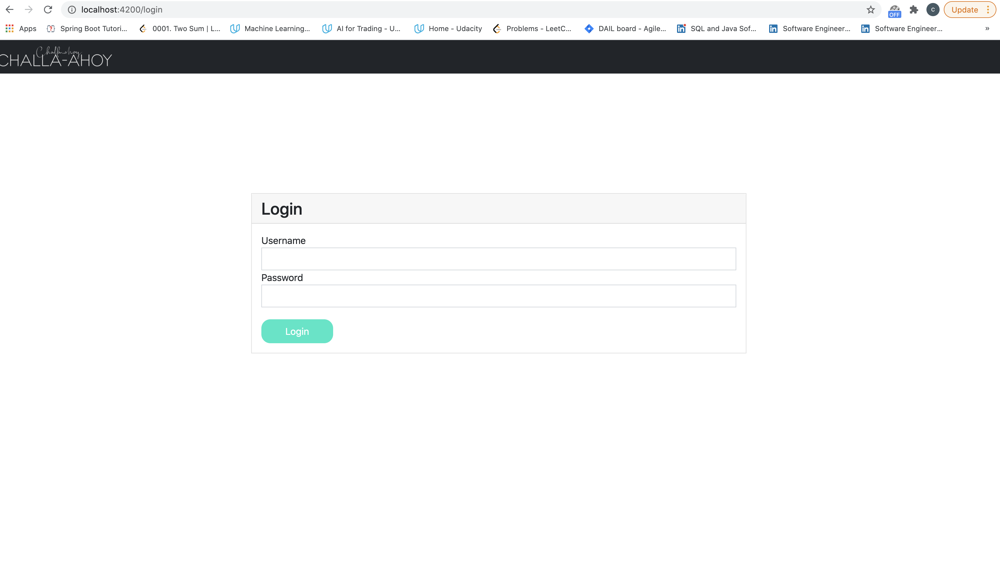 localhost:4200/login
OFF
C
Update
Apps
Spring Boot Tutori...
0001. Two Sum | L...
Machine Learning...
AI for Trading - U...
Home - Udacity
Problems - LeetC...
DAIL board - Agile...
SQL and Java Sof...
Software Engineer...
Software Engineer...
»
Challa-ahoy
CHALLA-AHOY
Login
Username
Password
Login